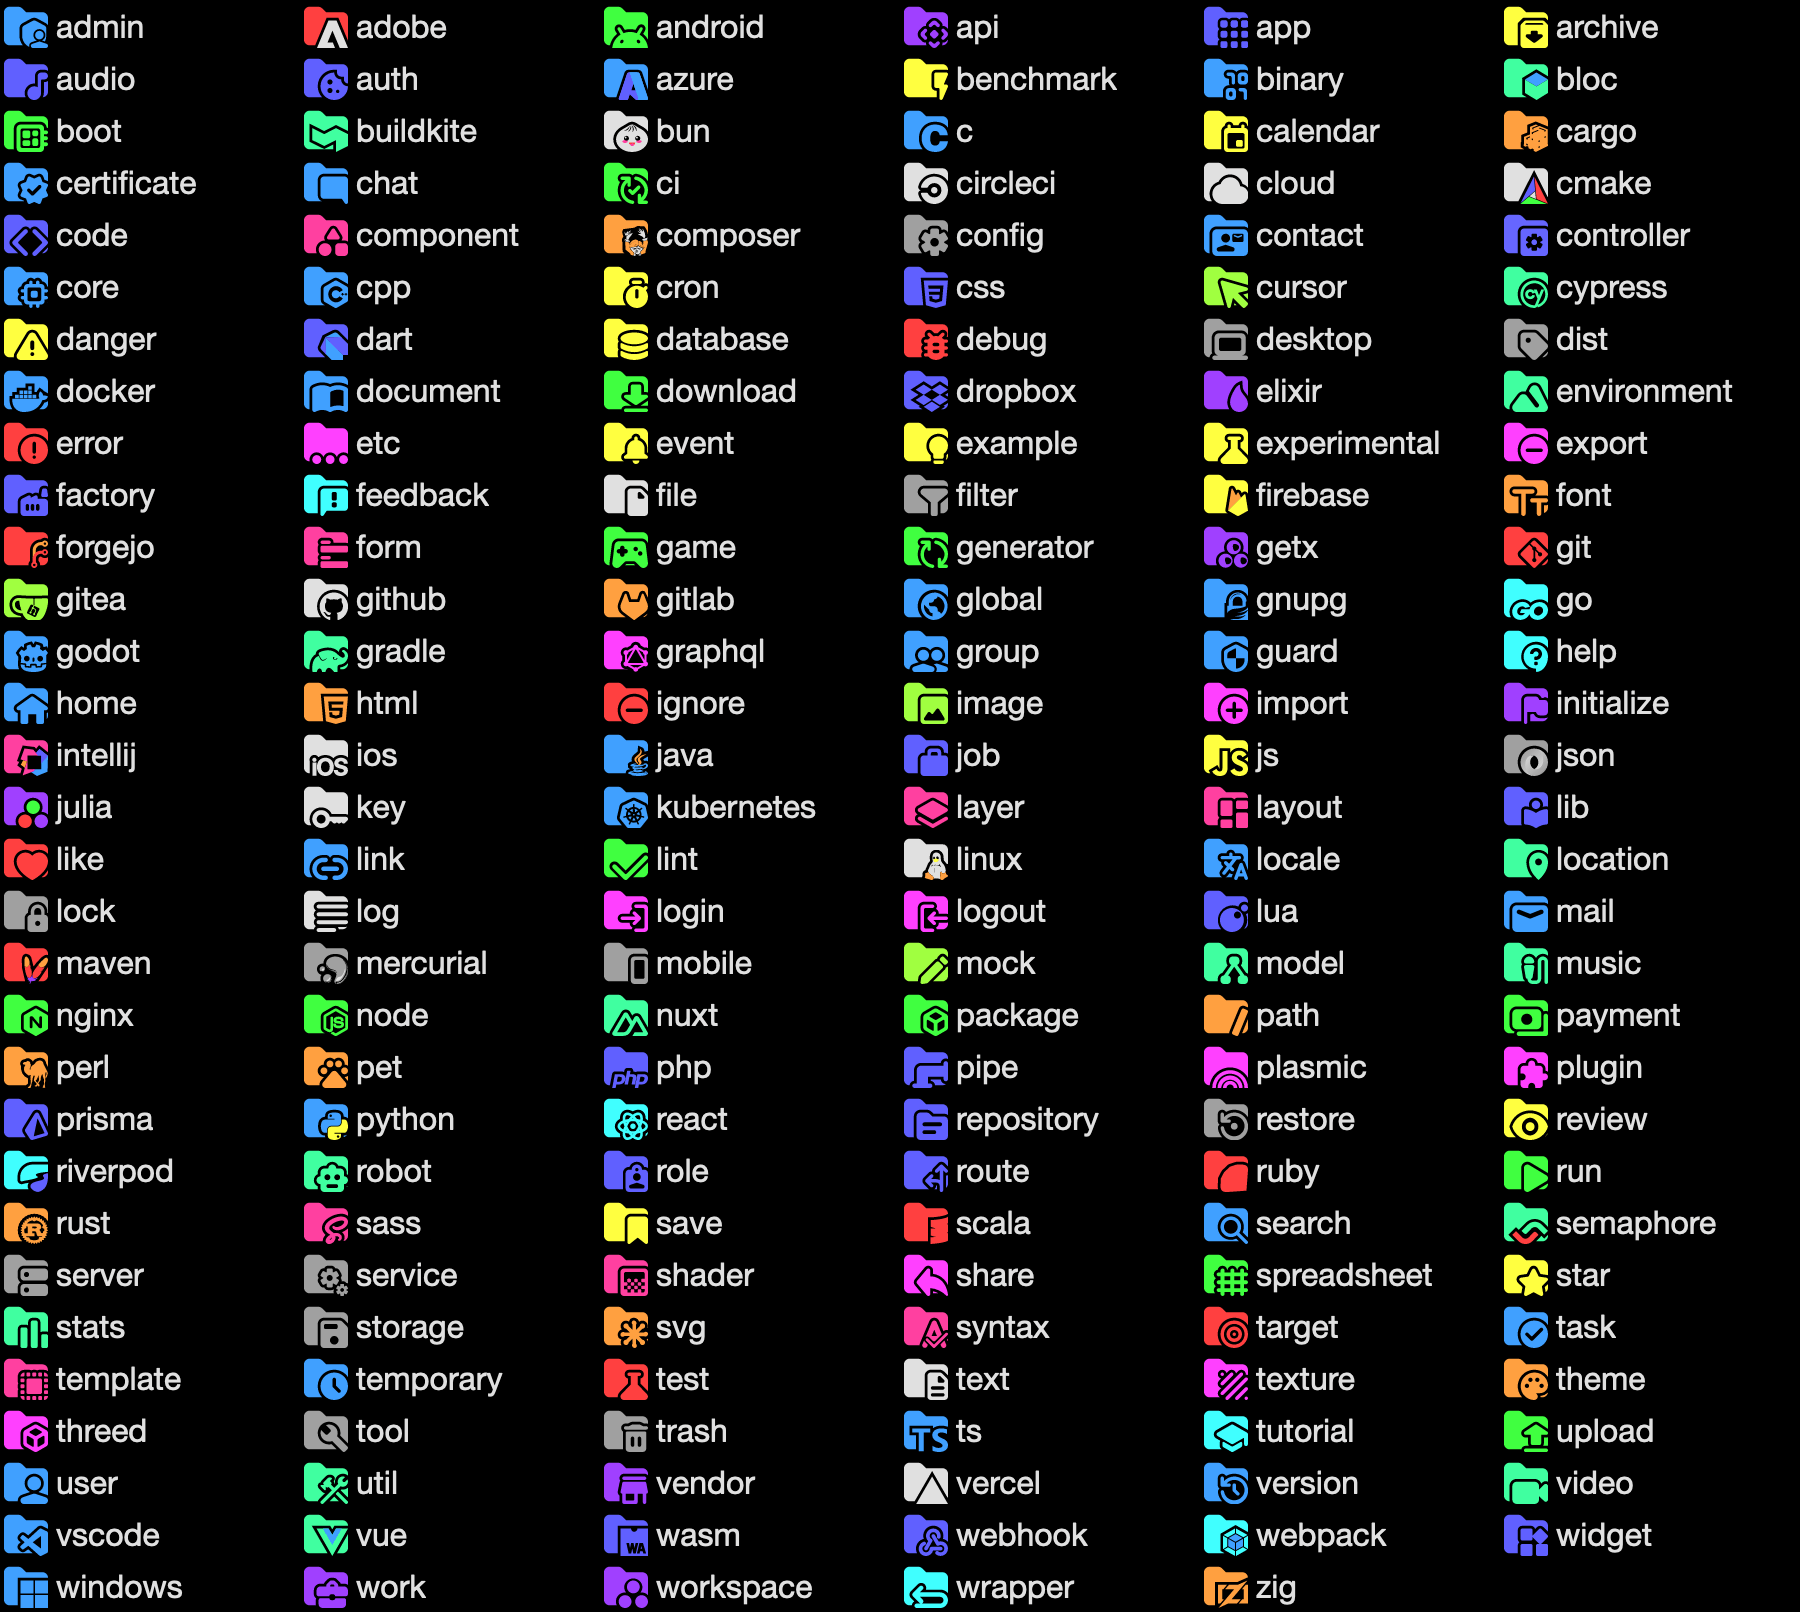 admin adobe android api app archive
audio auth azure benchmark binary bloc
boot buildkite bun c calendar cargo
certificate chat ci circleci cloud cmake
code component composer config contact controller
core cpp cron css cursor cypress
danger dart database debug desktop dist
docker document download dropbox elixir environment
error etc event example experimental export
factory feedback file filter firebase font
forgejo form game generator getx git
gitea github gitlab global gnupg go
godot gradle graphql group guard help
home html ignore image import initialize
intellij ios java job js json
julia key kubernetes layer layout lib
like link lint linux locale location
lock log login logout lua mail
maven mercurial mobile mock model music
nginx node nuxt package path payment
perl pet php pipe plasmic plugin
prisma python react repository restore review
riverpod robot role route ruby run
rust sass save scala search semaphore
server service shader share spreadsheet star
stats storage svg syntax target task
template temporary test text texture theme
threed tool trash ts tutorial upload
user util vendor vercel version video
vscode vue wasm webhook webpack widget
windows work workspace wrapper zig